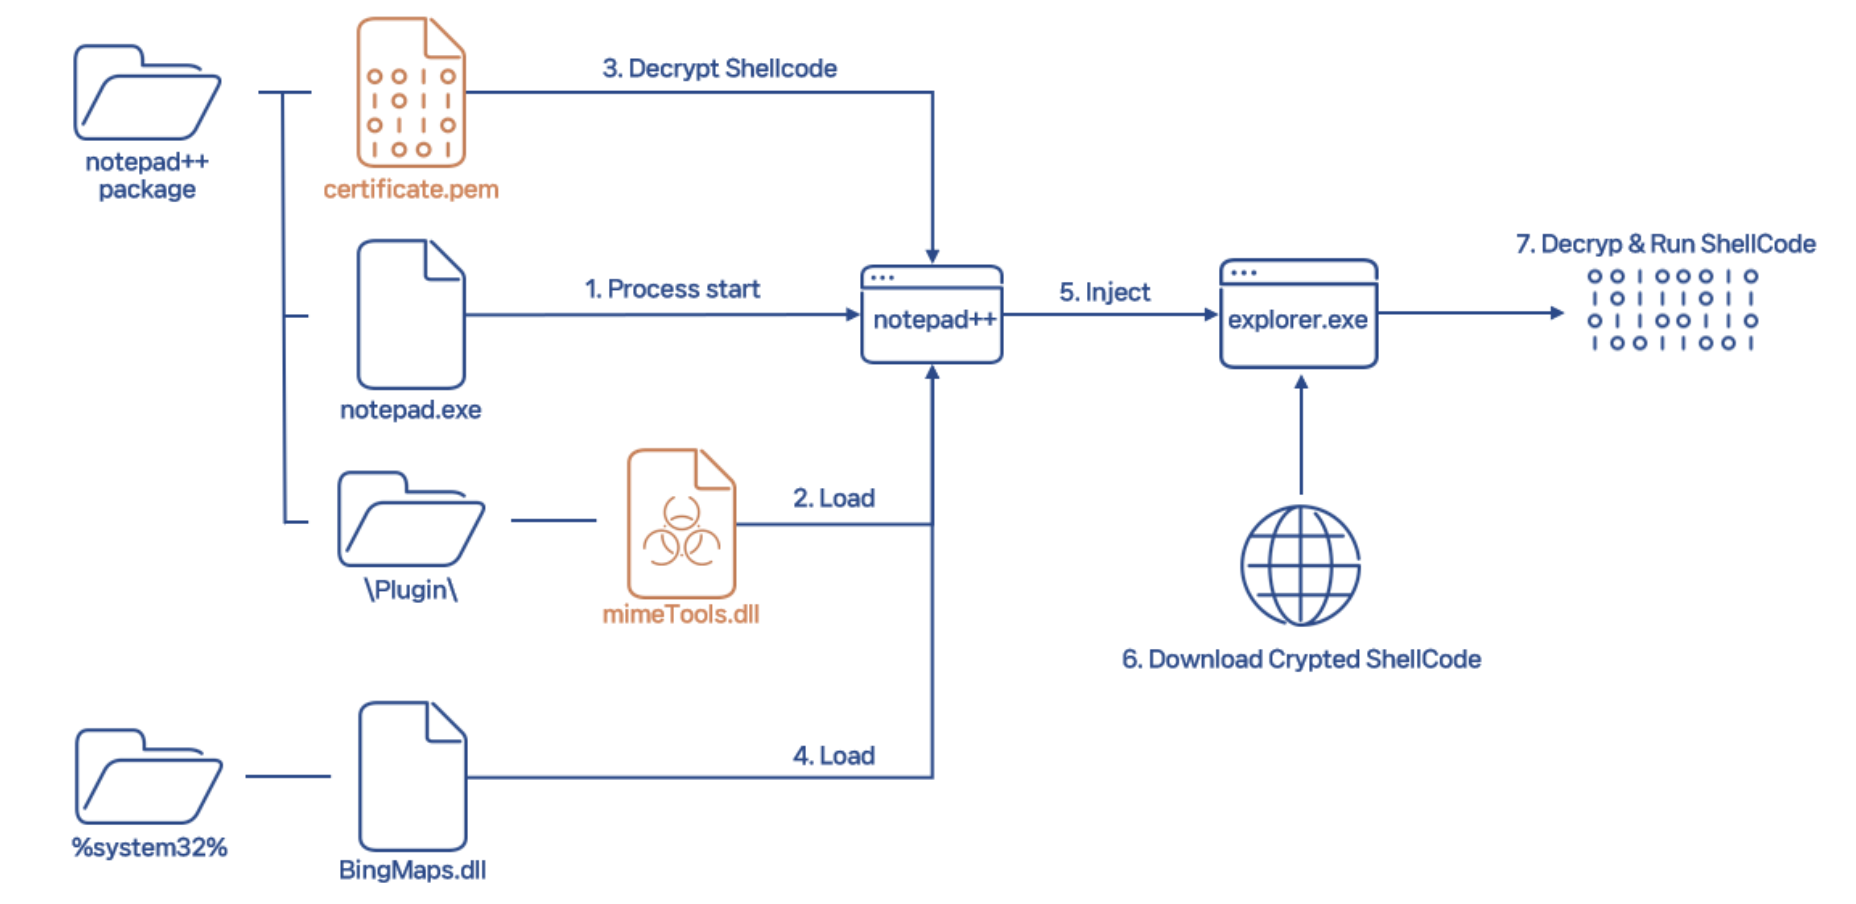 3. Decrypt Shellcode
notepad++
package
certificate.pem
7. Decryp & Run ShellCode
1. Process start
5. Inject
notepad++
explorer.exe
notepad.exe
2. Load
\Plugin\
mimeTools.dll
6. Download Crypted ShellCode
4. Load
%system32%
BingMaps.dll